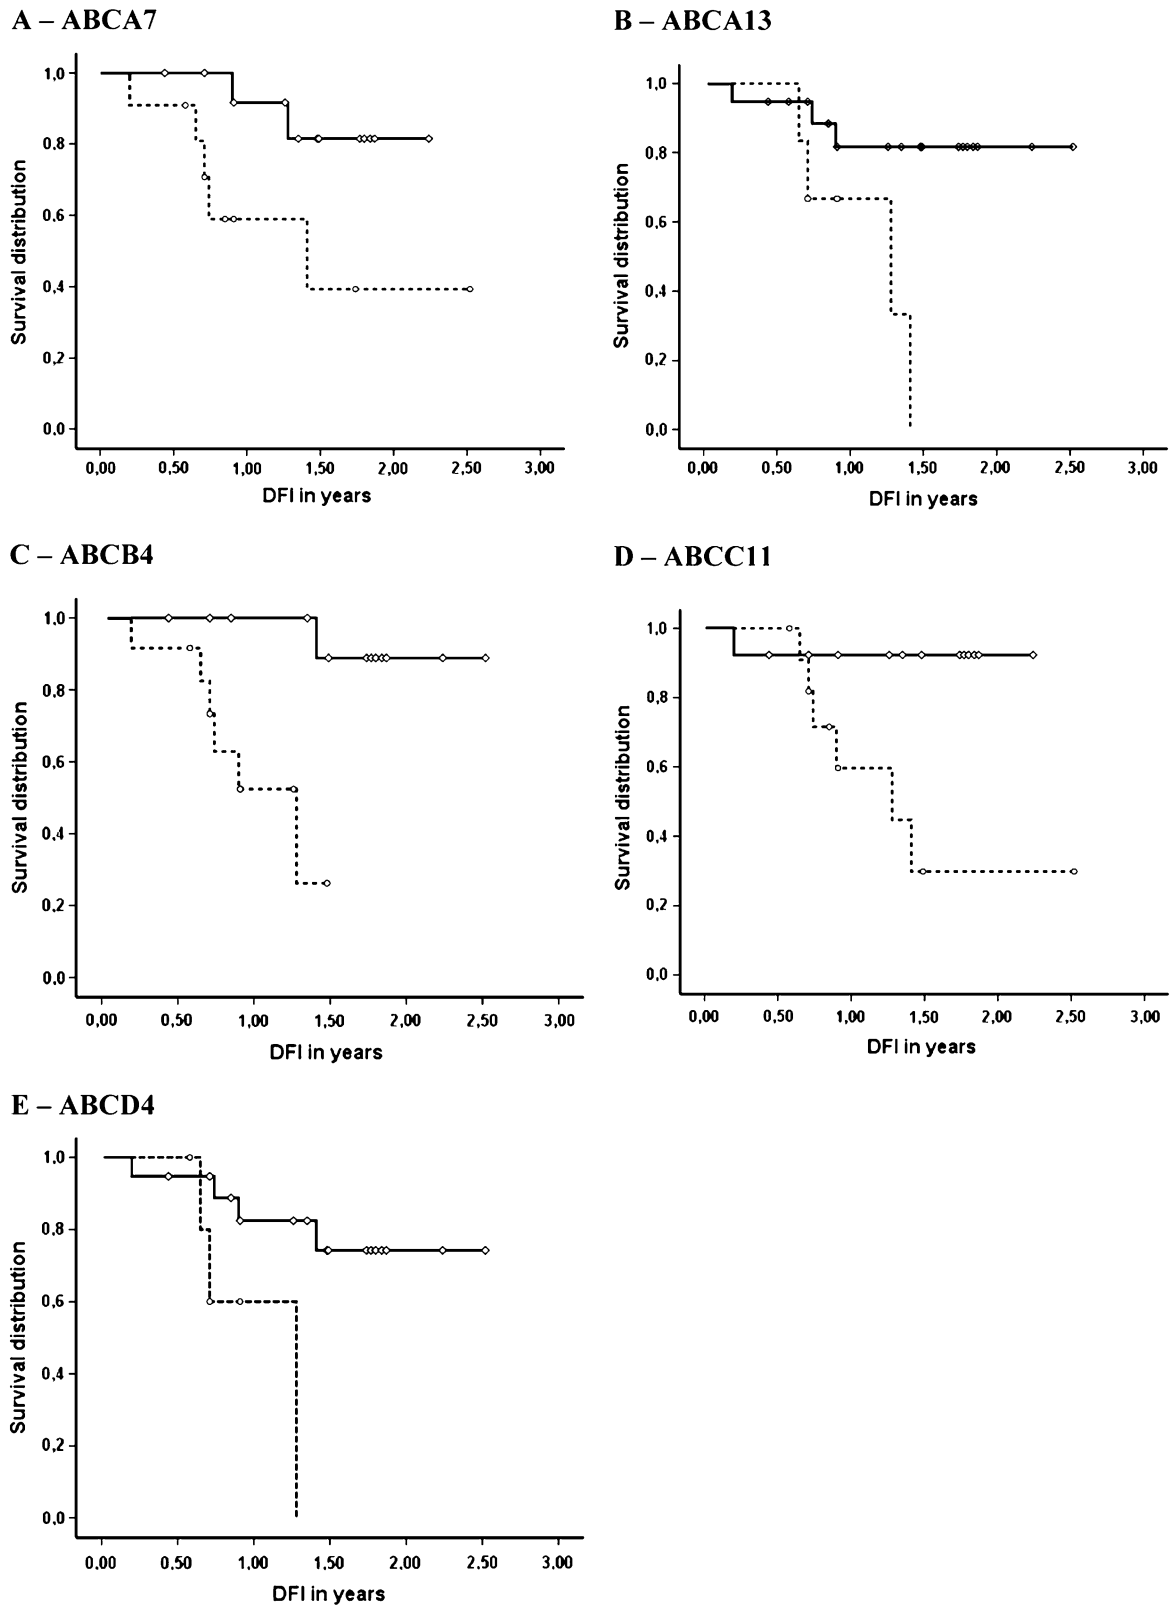 A – ABCA7
1,0
0,8
0,6
0,4
0,2
0,0
Survival distribution
0,00 0,50 1,00 1,50 2,00 2,50 3,00
DFI in years
B – ABCA13
1,0
0,8
0,6
0,4
0,2
0,0
Survival distribution
0,00 0,50 1,00 1,50 2,00 2,50 3,00
DFI in years
C – ABCB4
1,0
0,8
0,6
0,4
0,2
0,0
Survival distribution
0,00 0,50 1,00 1,50 2,00 2,50 3,00
DFI in years
D – ABCC11
1,0
0,8
0,6
0,4
0,2
0,0
Survival distribution
0,00 0,50 1,00 1,50 2,00 2,50 3,00
DFI in years
E – ABCD4
1,0
0,8
0,6
0,4
0,2
0,0
Survival distribution
0,00 0,50 1,00 1,50 2,00 2,50 3,00
DFI in years